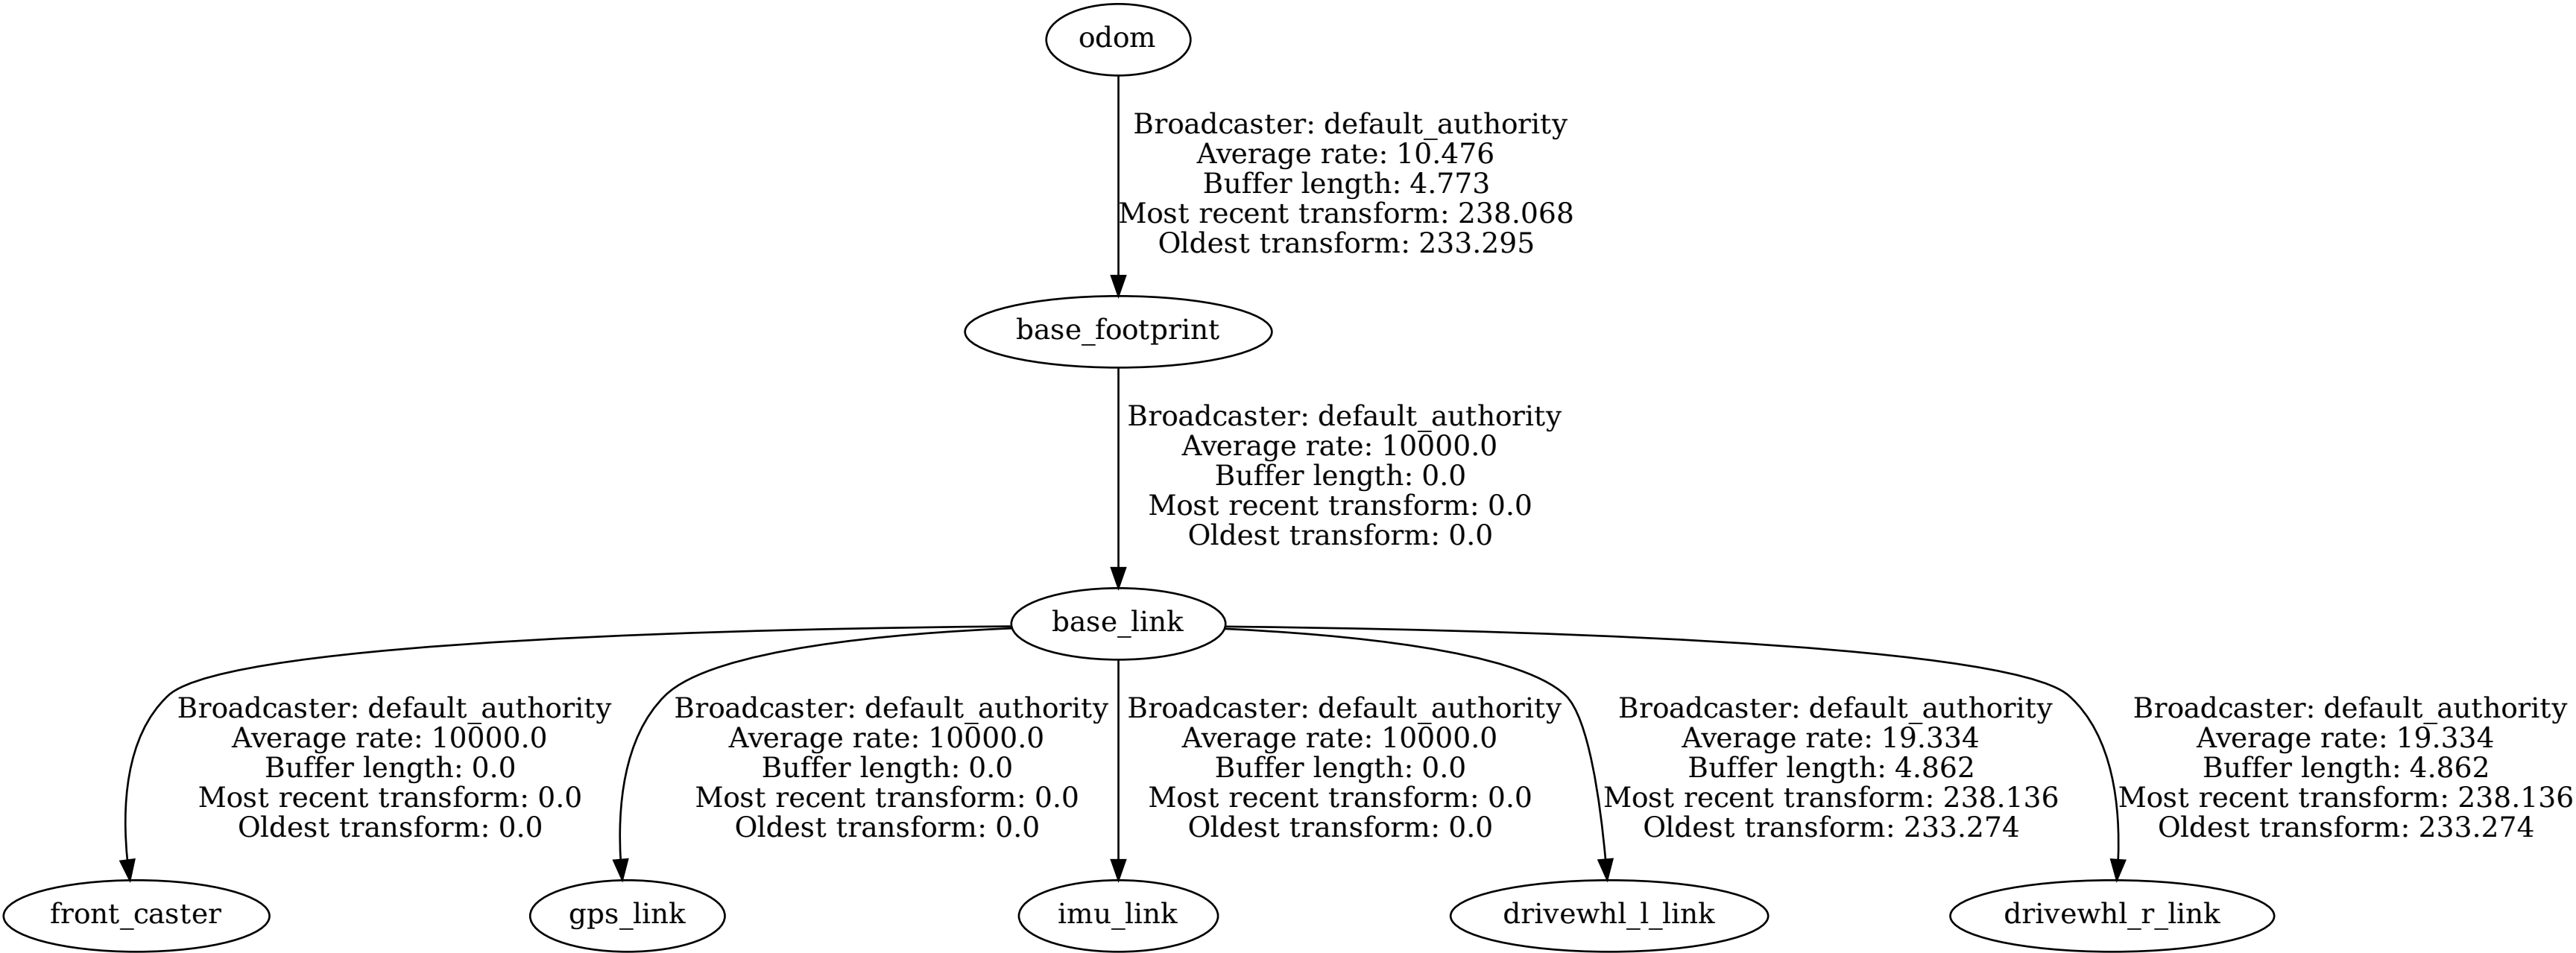 odom
Broadcaster: default_authority
Average rate: 10.476
Buffer length: 4.773
Most recent transform: 238.068
Oldest transform: 233.295
base_footprint
Broadcaster: default_authority
Average rate: 10000.0
Buffer length: 0.0
Most recent transform: 0.0
Oldest transform: 0.0
base_link
Broadcaster: default_authority
Average rate: 10000.0
Buffer length: 0.0
Most recent transform: 0.0
Oldest transform: 0.0
Broadcaster: default_authority
Average rate: 10000.0
Buffer length: 0.0
Most recent transform: 0.0
Oldest transform: 0.0
Broadcaster: default_authority
Average rate: 10000.0
Buffer length: 0.0
Most recent transform: 0.0
Oldest transform: 0.0
Broadcaster: default_authority
Average rate: 19.334
Buffer length: 4.862
Most recent transform: 238.136
Oldest transform: 233.274
Broadcaster: default_authority
Average rate: 19.334
Buffer length: 4.862
Most recent transform: 238.136
Oldest transform: 233.274
front_caster
gps_link
imu_link
drivewhl_l_link
drivewhl_r_link